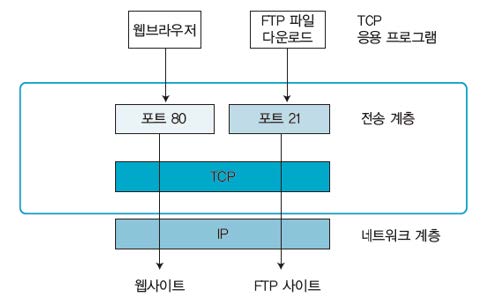 웹브라우저
FTP 파일
다운로드
TCP
응용 프로그램
포트 80
포트 21
전송 계층
TCP
IP
네트워크 계층
웹사이트
FTP 사이트